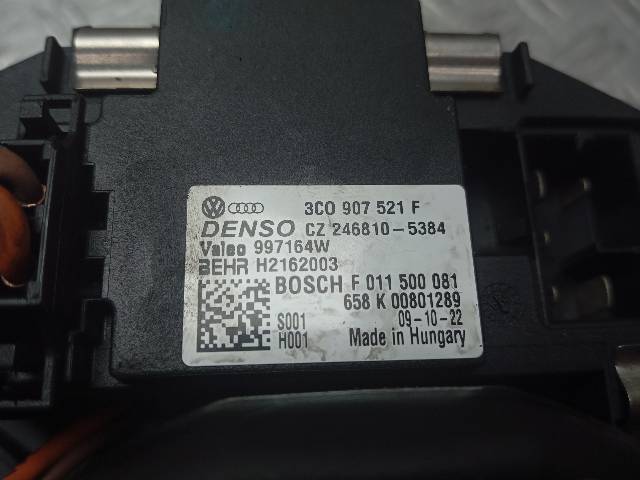 3C0 907 521 F
DENSO CZ 246810-5384
Valeo 997164W
BEHR H2162003
BOSCH F 011 500 081
658 K 00801289
S001 09-10-22
H001 Made in Hungary